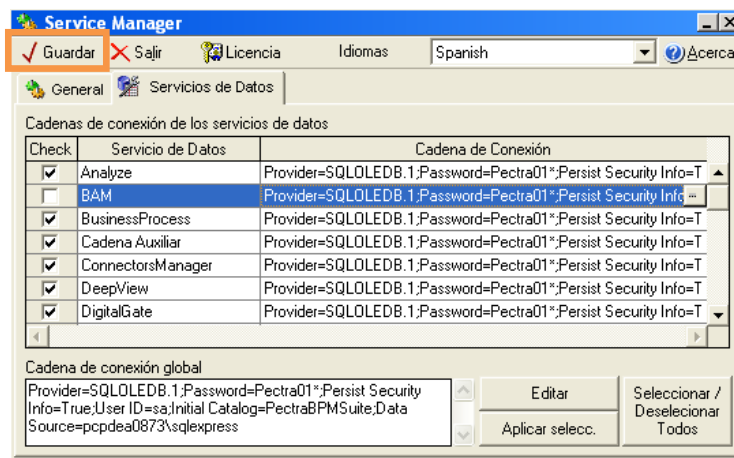 Service Manager
Guardar Salir Licencia Idiomas Spanish Acerca
General Servicios de Datos
Cadenas de conexión de los servicios de datos
Check Servicio de Datos Cadena de Conexión
Analyze Provider=SQLOLEDB.1;Password=Pectra01*;Persist Security Info=T
BAM Provider=SQLOLEDB.1;Password=Pectra01*;Persist Security Info ...
BusinessProcess Provider=SQLOLEDB.1;Password=Pectra01*;Persist Security Info=T
Cadena Auxiliar Provider=SQLOLEDB.1;Password=Pectra01*;Persist Security Info=T
ConnectorsManager Provider=SQLOLEDB.1;Password=Pectra01*;Persist Security Info=T
DeepView Provider=SQLOLEDB.1;Password=Pectra01*;Persist Security Info=T
DigitalGate Provider=SQLOLEDB.1;Password=Pectra01*;Persist Security Info=T
Cadena de conexión global
Provider=SQLOLEDB.1;Password=Pectra01*;Persist Security
Info=True;User ID=sa;Initial Catalog=PectraBPMSuite;Data
Source=pcpdea0873\sqlexpress
Editar
Aplicar selecc.
Seleccionar /
Deselecionar
Todos